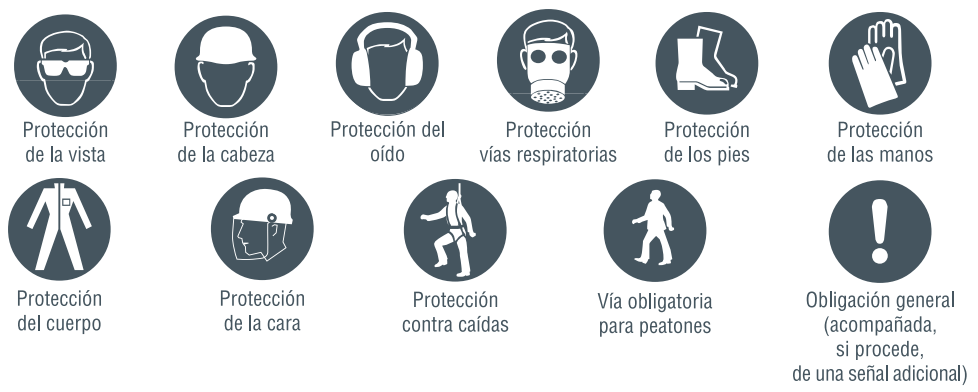 Protección
de la vista
Protección
de la cabeza
Protección del
oído
Protección
vías respiratorias
Protección
de los pies
Protección
de las manos
Protección
del cuerpo
Protección
de la cara
Protección
contra caídas
Vía obligatoria
para peatones
Obligación general
(acompañada,
si procede,
de una señal adicional)